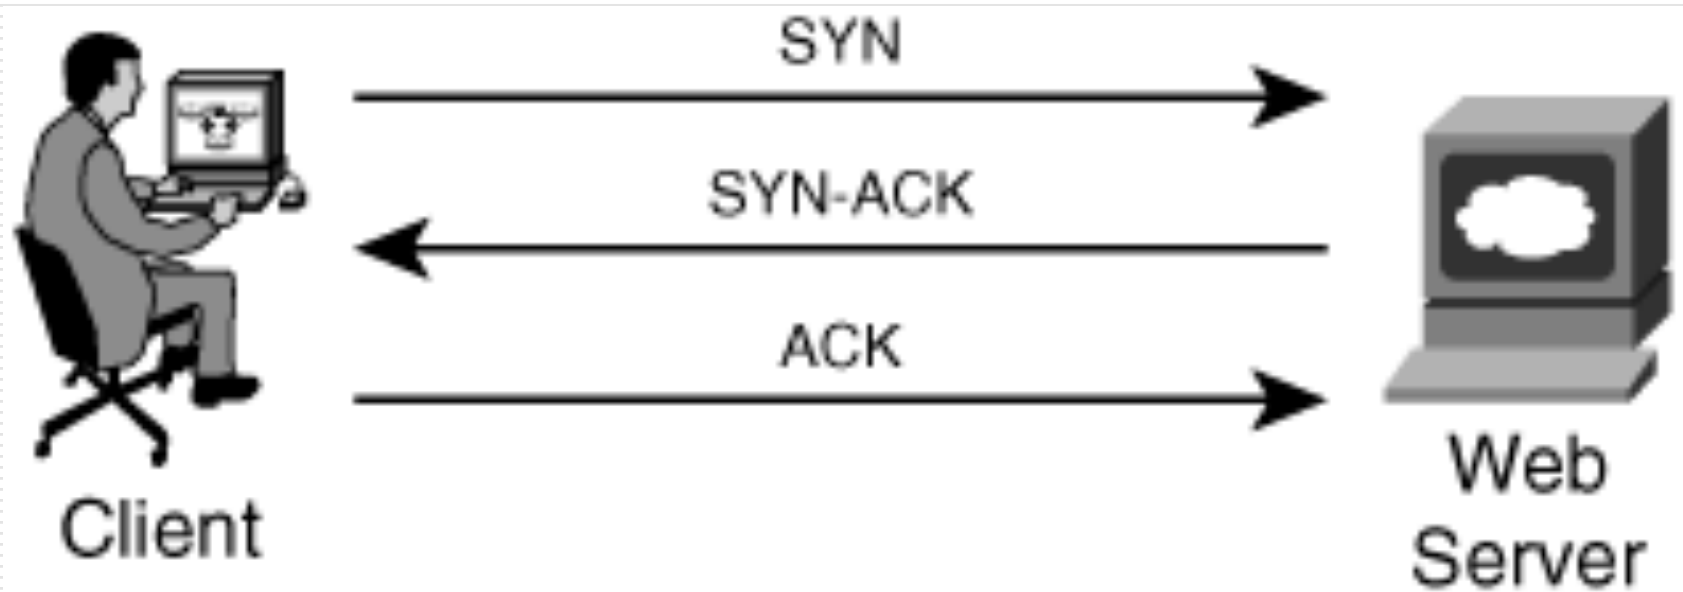 SYN
SYN-ACK
ACK
Client
Web
Server